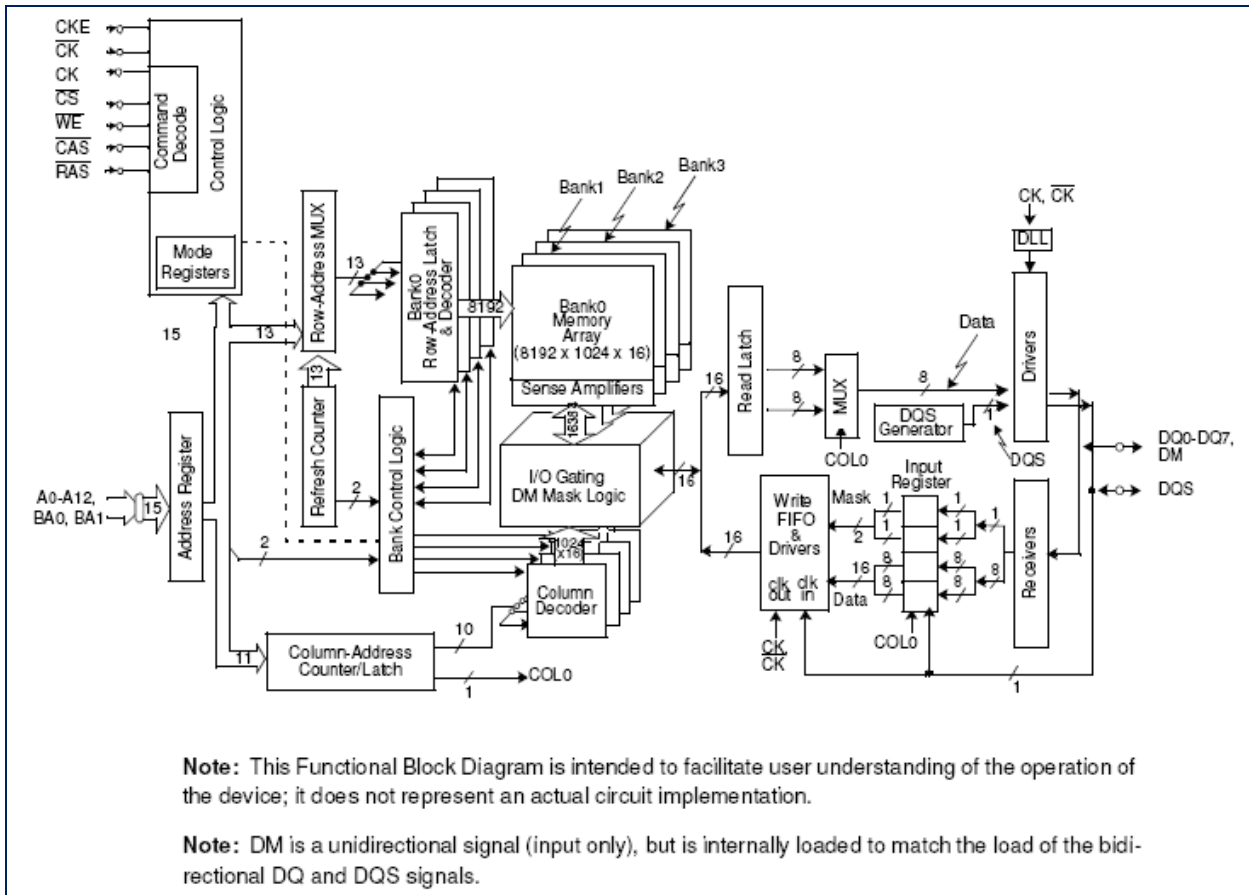 CKE
CK
CK
CS
WE
CAS
RAS
Command
Decode
Control Logic
Mode
Registers
15
13
Row-Address MUX
13
Refresh Counter
13
Bank0
Row-Address Latch
& Decoder
8192
Bank1
Bank2
Bank3
Bank0
Memory
Array
(8192 x 1024 x 16)
Sense Amplifiers
I/O Gating
DM Mask Logic
16
A0-A12,
BA0, BA1
15
Address Register
2
2
Bank Control Logic
1024
x16
Column
Decoder
11
Column-Address
Counter/Latch
10
1
COL0
16
Read Latch
8
8
MUX
COL0
8
Data
DQS
Generator
1
DQS
CK, CK
DLL
Drivers
DQ0-DQ7,
DM
DQS
Input
Register
Write
FIFO
&
Drivers
clk clk
out in
Mask
1
1
2
16
8
8
Data
1
1
1
8
8
8
Receivers
16
CK,
CK
COL0
1
Note: This Functional Block Diagram is intended to facilitate user understanding of the operation of
the device; it does not represent an actual circuit implementation.
Note: DM is a unidirectional signal (input only), but is internally loaded to match the load of the bidi-
rectional DQ and DQS signals.